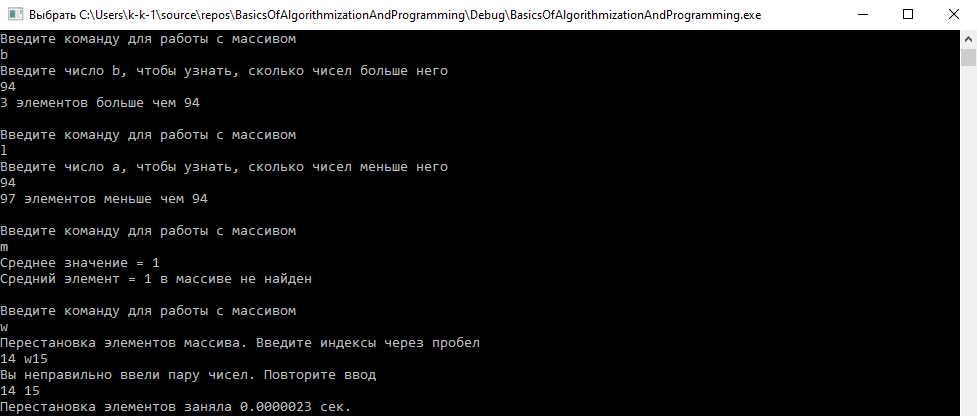 Выбрать C:\Users\k-k-1\source\repos\BasicsOfAlgorithmizationAndProgramming\Debug\BasicsOfAlgorithmizationAndProgramming.exe
Введите команду для работы с массивом
b
Введите число b, чтобы узнать, сколько чисел больше него
94
3 элементов больше чем 94
Введите команду для работы с массивом
l
Введите число a, чтобы узнать, сколько чисел меньше него
94
97 элементов меньше чем 94
Введите команду для работы с массивом
m
Среднее значение = 1
Средний элемент = 1 в массиве не найден
Введите команду для работы с массивом
w
Перестановка элементов массива. Введите индексы через пробел
14 w15
Вы неправильно ввели пару чисел. Повторите ввод
14 15
Перестановка элементов заняла 0.0000023 сек.